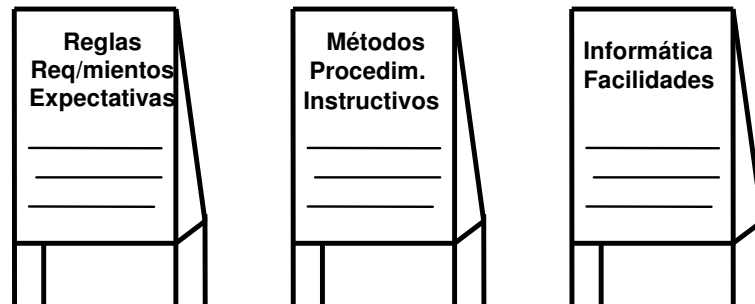 Reglas
Req/mientos
Expectativas
Métodos
Procedim.
Instructivos
Informática
Facilidades